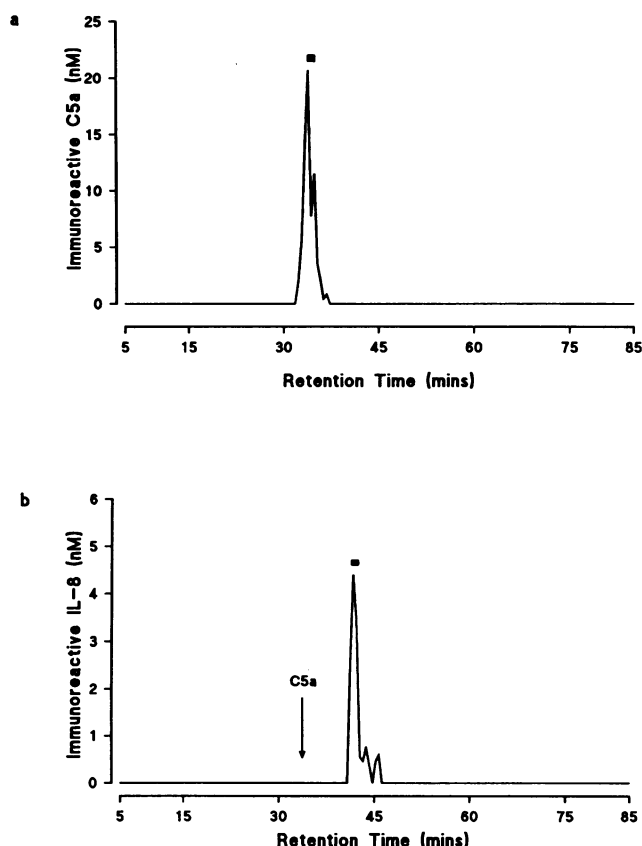 a
Immunoreactive C5a (nM)
25
20
15
10
5
0
5 15 30 45 60 75 85
Retention Time (mins)
b
Immunoreactive IL-8 (nM)
6
5
4
3
2
1
0
C5a
5 15 30 45 60 75 85
Retention Time (mins)